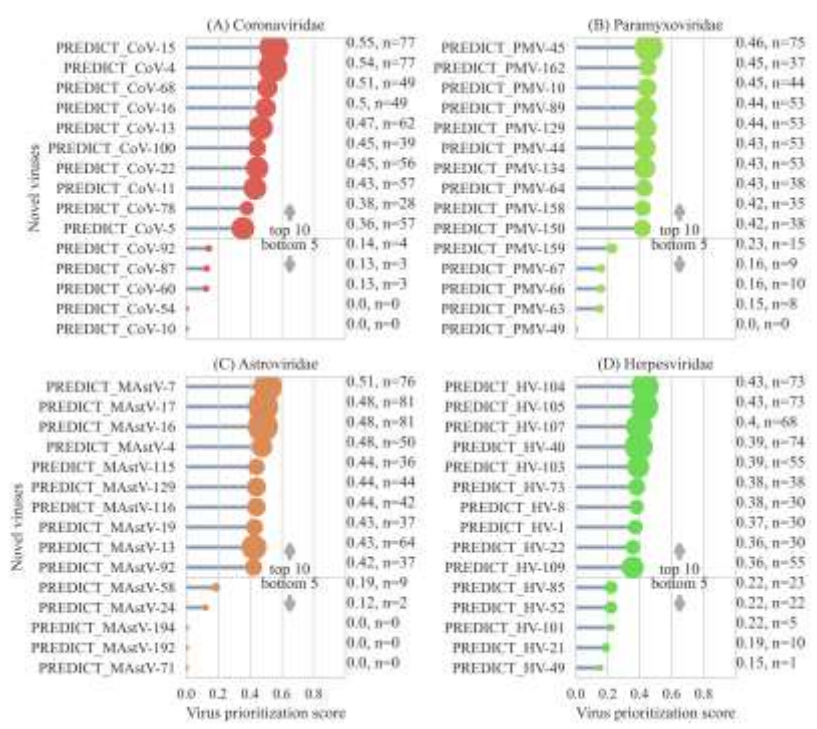 (A) Coronaviridae
Novel viruses
PREDICT_CoV-15 0.55, n=77
PREDICT_CoV-4 0.54, n=77
PREDICT_CoV-68 0.51, n=49
PREDICT_CoV-16 0.5, n=49
PREDICT_CoV-13 0.47, n=62
PREDICT_CoV-100 0.45, n=39
PREDICT_CoV-22 0.45, n=56
PREDICT_CoV-11 0.43, n=57
PREDICT_CoV-78 0.38, n=28
PREDICT_CoV-5 top 10 0.36, n=57
PREDICT_CoV-92 bottom 5 0.14, n=4
PREDICT_CoV-87 0.13, n=3
PREDICT_CoV-60 0.13, n=3
PREDICT_CoV-54 0.0, n=0
PREDICT_CoV-10 0.0, n=0
(B) Paramyxoviridae
PREDICT_PMV-45 0.46, n=75
PREDICT_PMV-162 0.45, n=37
PREDICT_PMV-10 0.45, n=44
PREDICT_PMV-89 0.44, n=53
PREDICT_PMV-129 0.44, n=53
PREDICT_PMV-44 0.43, n=53
PREDICT_PMV-134 0.43, n=53
PREDICT_PMV-64 0.43, n=38
PREDICT_PMV-158 0.42, n=35
PREDICT_PMV-150 top 10 0.42, n=38
PREDICT_PMV-159 bottom 5 0.23, n=15
PREDICT_PMV-67 0.16, n=9
PREDICT_PMV-66 0.16, n=10
PREDICT_PMV-63 0.15, n=8
PREDICT_PMV-49 0.0, n=0
(C) Astroviridae
Novel viruses
PREDICT_MAstV-7 0.51, n=76
PREDICT_MAstV-17 0.48, n=81
PREDICT_MAstV-16 0.48, n=81
PREDICT_MAstV-4 0.48, n=50
PREDICT_MAstV-115 0.44, n=36
PREDICT_MAstV-129 0.44, n=44
PREDICT_MAstV-116 0.44, n=42
PREDICT_MAstV-19 0.43, n=37
PREDICT_MAstV-13 0.43, n=64
PREDICT_MAstV-92 top 10 0.42, n=37
PREDICT_MAstV-58 bottom 5 0.19, n=9
PREDICT_MAstV-24 0.12, n=2
PREDICT_MAstV-194 0.0, n=0
PREDICT_MAstV-192 0.0, n=0
PREDICT_MAstV-71 0.0, n=0
0.0 0.2 0.4 0.6 0.8
Virus prioritization score
(D) Herpesviridae
PREDICT_HV-104 0.43, n=73
PREDICT_HV-105 0.43, n=73
PREDICT_HV-107 0.4, n=68
PREDICT_HV-40 0.39, n=74
PREDICT_HV-103 0.39, n=55
PREDICT_HV-73 0.38, n=38
PREDICT_HV-8 0.38, n=30
PREDICT_HV-1 0.37, n=30
PREDICT_HV-22 0.36, n=30
PREDICT_HV-109 top 10 0.36, n=55
PREDICT_HV-85 bottom 5 0.22, n=23
PREDICT_HV-52 0.22, n=22
PREDICT_HV-101 0.22, n=5
PREDICT_HV-21 0.19, n=10
PREDICT_HV-49 0.15, n=1
0.0 0.2 0.4 0.6 0.8
Virus prioritization score